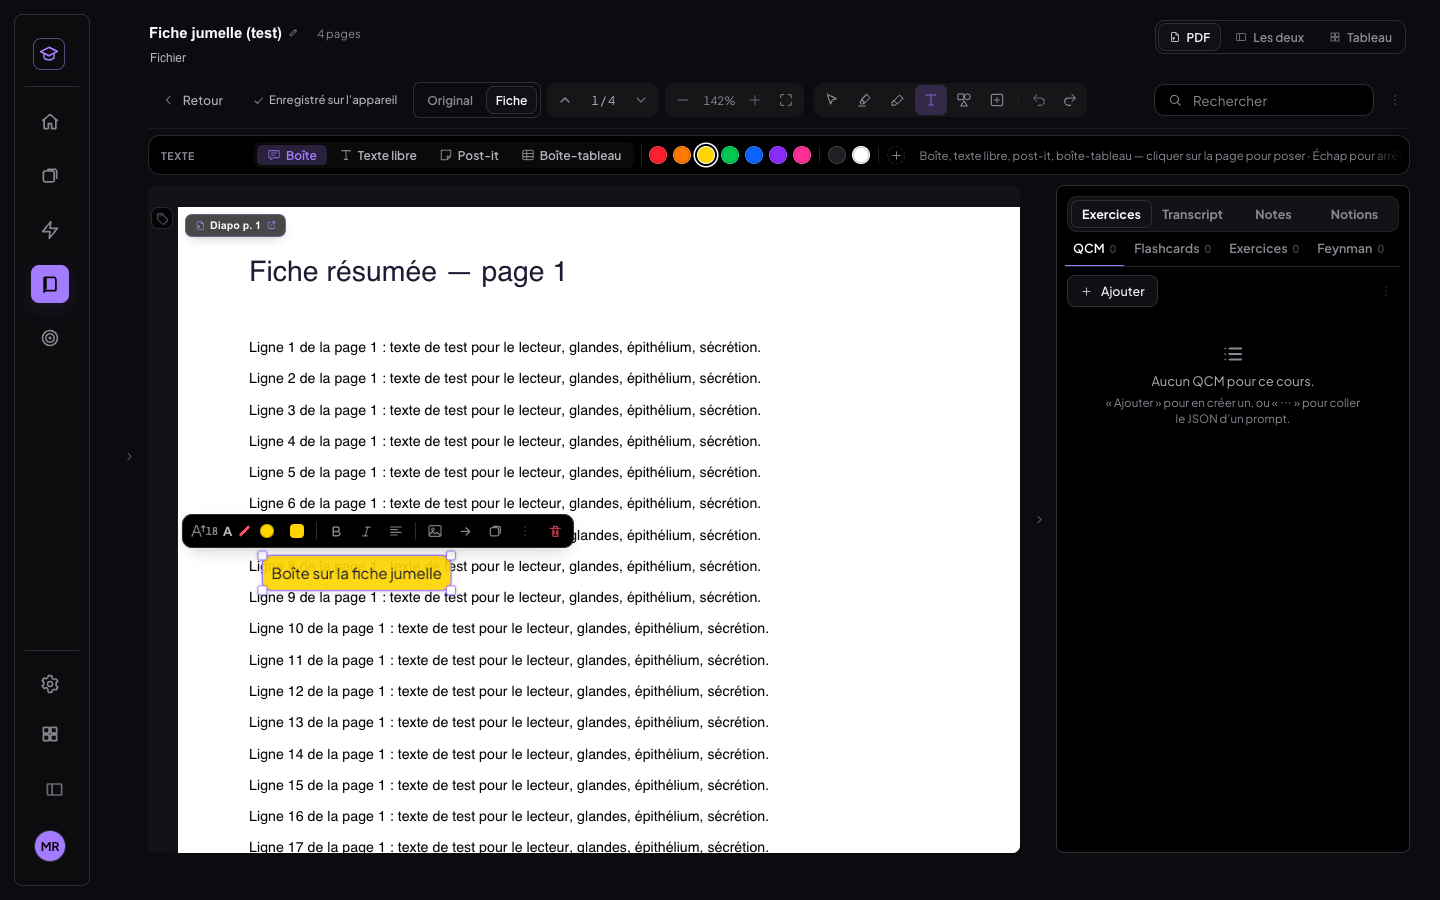 Fiche jumelle (test)
4 pages
Fichier
PDF
Les deux
Tableau
Retour
Enregistré sur l'appareil
Original
Fiche
1 / 4
142%
Rechercher
TEXTE
Boîte
Texte libre
Post-it
Boîte-tableau
Boîte, texte libre, post-it, boîte-tableau — cliquer sur la page pour poser · Échap pour
Diapo p. 1
Fiche résumée — page 1
Ligne 1 de la page 1 : texte de test pour le lecteur, glandes, épithélium, sécrétion.
Ligne 2 de la page 1 : texte de test pour le lecteur, glandes, épithélium, sécrétion.
Ligne 3 de la page 1 : texte de test pour le lecteur, glandes, épithélium, sécrétion.
Ligne 4 de la page 1 : texte de test pour le lecteur, glandes, épithélium, sécrétion.
Ligne 5 de la page 1 : texte de test pour le lecteur, glandes, épithélium, sécrétion.
Ligne 6 de la page 1 : texte de test pour le lecteur, glandes, épithélium, sécrétion.
18 A B I
glandes, épithélium, sécrétion.
test pour le lecteur, glandes, épithélium, sécrétion.
Boîte sur la fiche jumelle
Ligne 9 de la page 1 : texte de test pour le lecteur, glandes, épithélium, sécrétion.
Ligne 10 de la page 1 : texte de test pour le lecteur, glandes, épithélium, sécrétion.
Ligne 11 de la page 1 : texte de test pour le lecteur, glandes, épithélium, sécrétion.
Ligne 12 de la page 1 : texte de test pour le lecteur, glandes, épithélium, sécrétion.
Ligne 13 de la page 1 : texte de test pour le lecteur, glandes, épithélium, sécrétion.
Ligne 14 de la page 1 : texte de test pour le lecteur, glandes, épithélium, sécrétion.
Ligne 15 de la page 1 : texte de test pour le lecteur, glandes, épithélium, sécrétion.
Ligne 16 de la page 1 : texte de test pour le lecteur, glandes, épithélium, sécrétion.
Ligne 17 de la page 1 : texte de test pour le lecteur, glandes, épithélium, sécrétion.
Exercices
Transcript
Notes
Notions
QCM 0
Flashcards 0
Exercices 0
Feynman 0
Ajouter
Aucun QCM pour ce cours.
« Ajouter » pour en créer un, ou « ··· » pour coller
le JSON d'un prompt.
MR